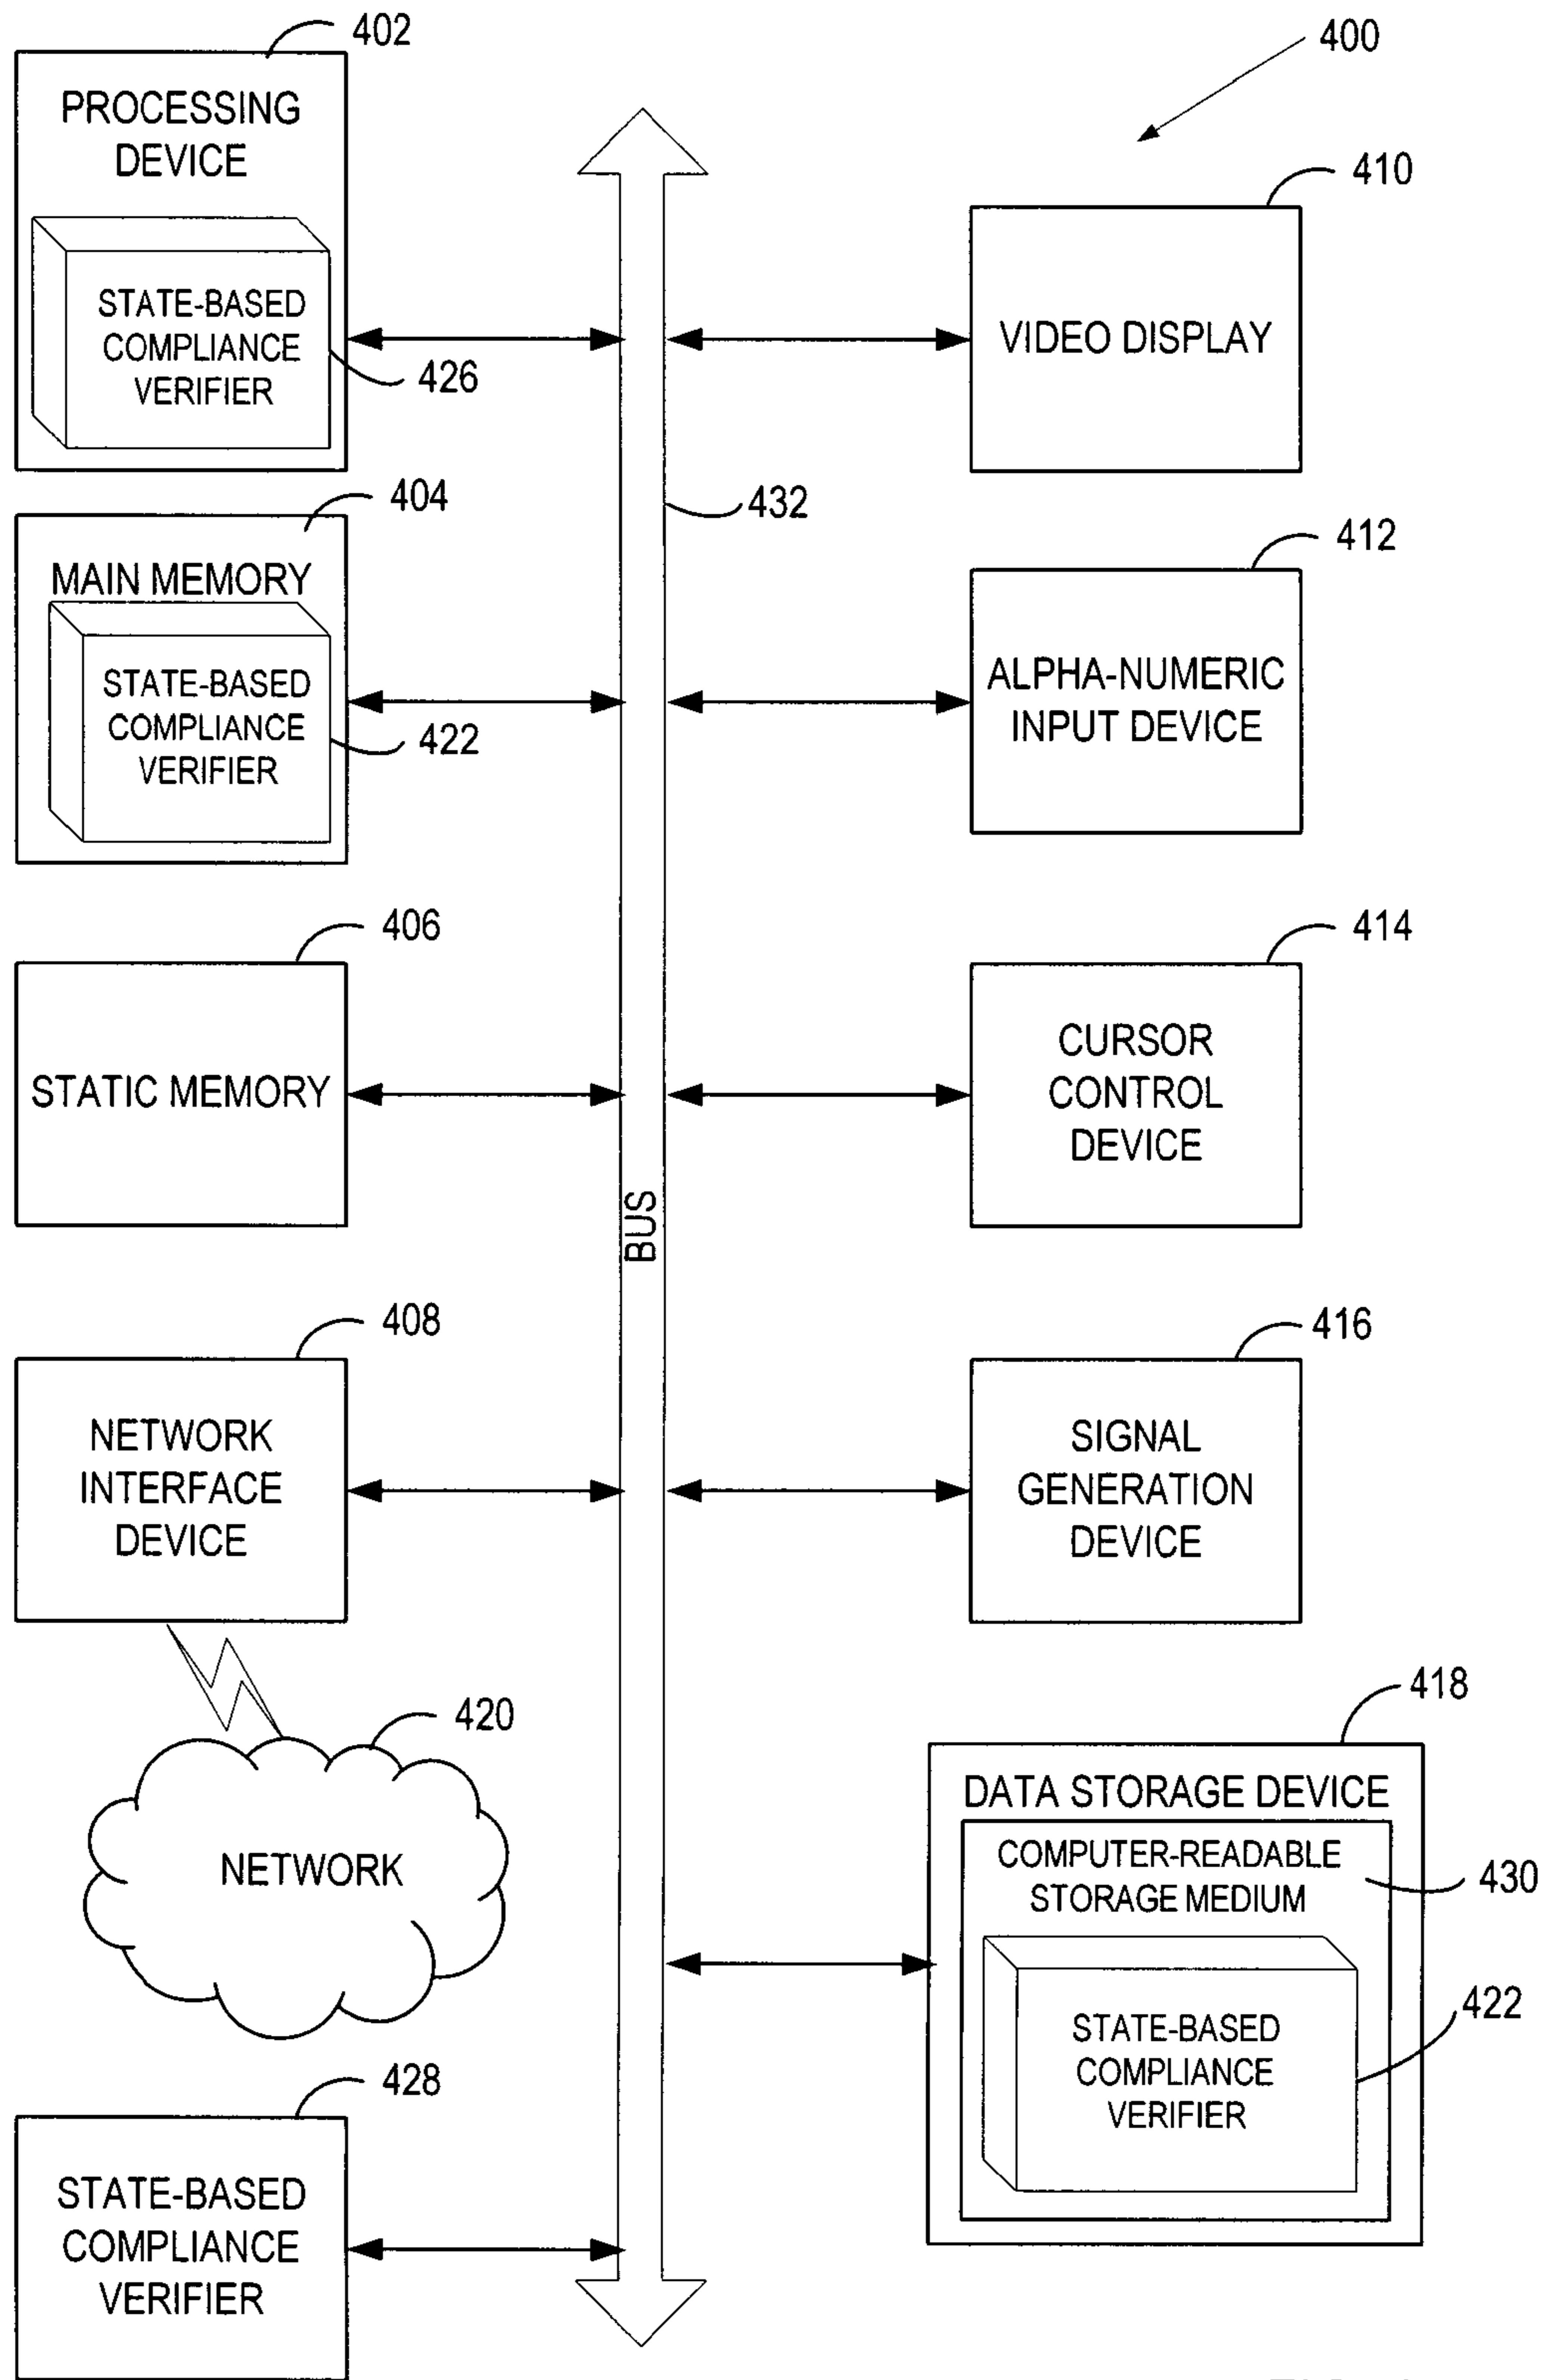 402
PROCESSING
DEVICE
STATE-BASED
COMPLIANCE
VERIFIER
426
404
MAIN MEMORY
STATE-BASED
COMPLIANCE
VERIFIER
422
406
STATIC MEMORY
408
NETWORK
INTERFACE
DEVICE
420
NETWORK
428
STATE-BASED
COMPLIANCE
VERIFIER
432
BUS
400
410
VIDEO DISPLAY
412
ALPHA-NUMERIC
INPUT DEVICE
414
CURSOR
CONTROL
DEVICE
416
SIGNAL
GENERATION
DEVICE
418
DATA STORAGE DEVICE
COMPUTER-READABLE
STORAGE MEDIUM
430
STATE-BASED
COMPLIANCE
VERIFIER
422